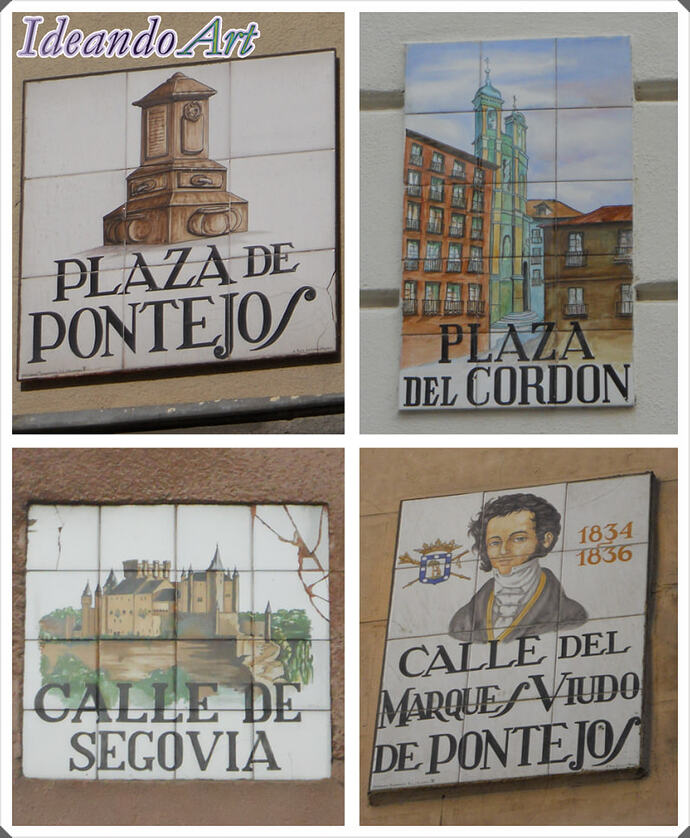 Ideando Art
PLAZA DE
PONTEJOS
PLAZA
DEL CORDON
CALLE DE
SEGOVIA
1834
1836
CALLE DEL
MARQUES VIUDO
DE PONTEJOS